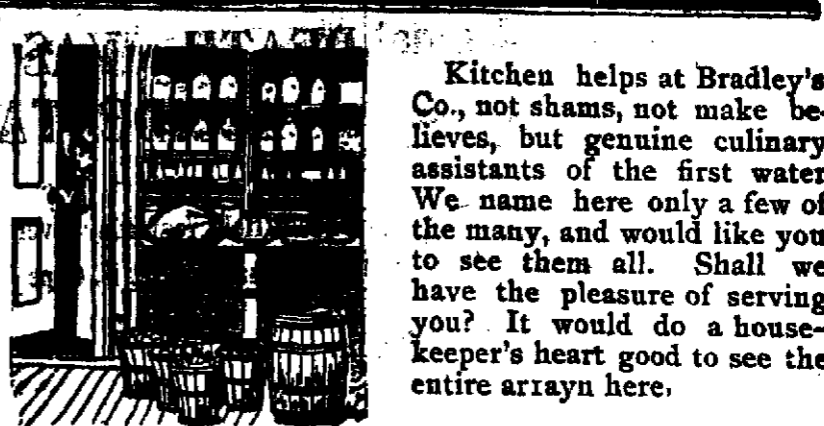 Kitchen helps at Bradley's
Co., not shams, not make be-
lieves, but genuine culinary
assistants of the first water
We name here only a few of
the many, and would like you
to see them all. Shall we
have the pleasure of serving
you? It would do a house-
keeper's heart good to see the
entire arrayn here,